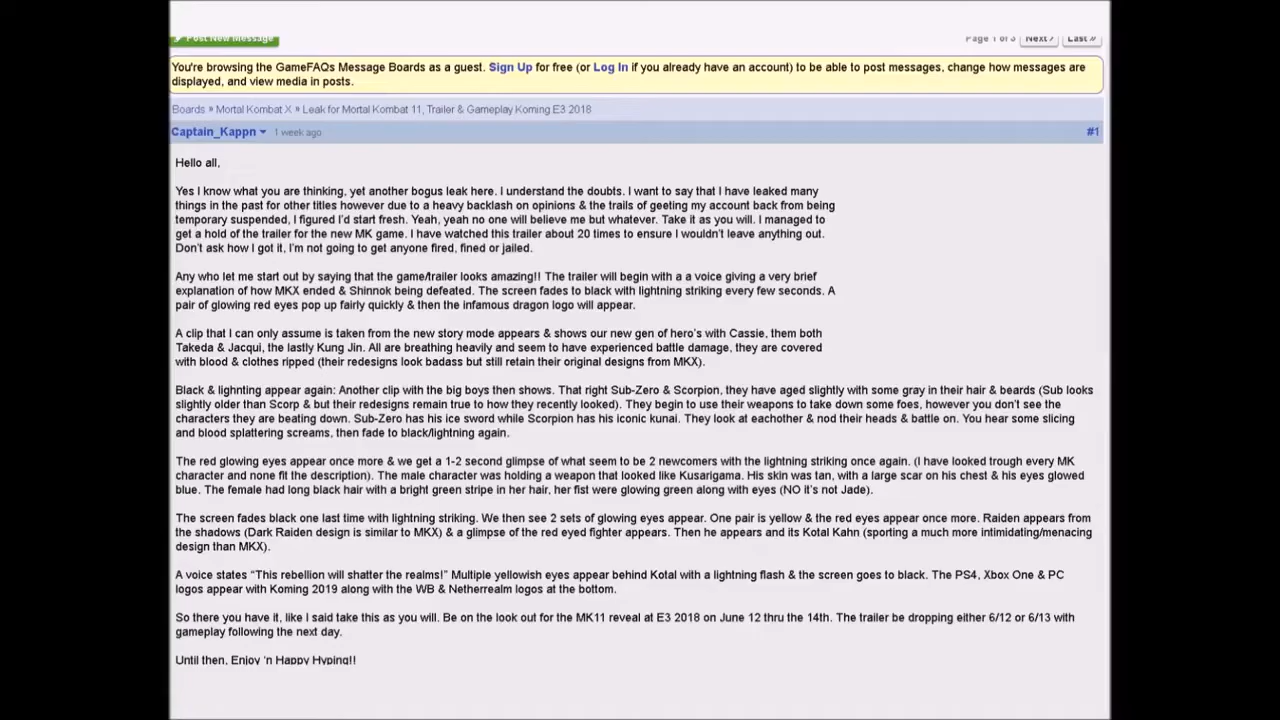 Post New Message
Page 1 of 3 Next > Last »
You're browsing the GameFAQs Message Boards as a guest. Sign Up for free (or Log In if you already have an account) to be able to post messages, change how messages are
displayed, and view media in posts.
Boards » Mortal Kombat X » Leak for Mortal Kombat 11, Trailer & Gameplay Koming E3 2018
Captain_Kappn 1 week ago #1
Hello all,
Yes I know what you are thinking, yet another bogus leak here. I understand the doubts. I want to say that I have leaked many
things in the past for other titles however due to a heavy backlash on opinions & the trails of geeting my account back from being
temporary suspended, I figured I'd start fresh. Yeah, yeah no one will believe me but whatever. Take it as you will. I managed to
get a hold of the trailer for the new MK game. I have watched this trailer about 20 times to ensure I wouldn't leave anything out.
Don't ask how I got it, I'm not going to get anyone fired, fined or jailed.
Any who let me start out by saying that the game/trailer looks amazing!! The trailer will begin with a a voice giving a very brief
explanation of how MKX ended & Shinnok being defeated. The screen fades to black with lightning striking every few seconds. A
pair of glowing red eyes pop up fairly quickly & then the infamous dragon logo will appear.
A clip that I can only assume is taken from the new story mode appears & shows our new gen of hero's with Cassie, them both
Takeda & Jacqui, the lastly Kung Jin. All are breathing heavily and seem to have experienced battle damage, they are covered
with blood & clothes ripped (their redesigns look badass but still retain their original designs from MKX).
Black & lighnting appear again: Another clip with the big boys then shows. That right Sub-Zero & Scorpion, they have aged slightly with some gray in their hair & beards (Sub looks
slightly older than Scorp & but their redesigns remain true to how they recently looked). They begin to use their weapons to take down some foes, however you don't see the
characters they are beating down. Sub-Zero has his ice sword while Scorpion has his iconic kunai. They look at eachother & nod their heads & battle on. You hear some slicing
and blood splattering screams, then fade to black/lightning again.
The red glowing eyes appear once more & we get a 1-2 second glimpse of what seem to be 2 newcomers with the lightning striking once again. (I have looked trough every MK
character and none fit the description). The male character was holding a weapon that looked like Kusarigama. His skin was tan, with a large scar on his chest & his eyes glowed
blue. The female had long black hair with a bright green stripe in her hair, her fist were glowing green along with eyes (NO it's not Jade).
The screen fades black one last time with lightning striking. We then see 2 sets of glowing eyes appear. One pair is yellow & the red eyes appear once more. Raiden appears from
the shadows (Dark Raiden design is similar to MKX) & a glimpse of the red eyed fighter appears. Then he appears and its Kotal Kahn (sporting a much more intimidating/menacing
design than MKX).
A voice states “This rebellion will shatter the realms!” Multiple yellowish eyes appear behind Kotal with a lightning flash & the screen goes to black. The PS4, Xbox One & PC
logos appear with Koming 2019 along with the WB & Netherrealm logos at the bottom.
So there you have it, like I said take this as you will. Be on the look out for the MK11 reveal at E3 2018 on June 12 thru the 14th. The trailer be dropping either 6/12 or 6/13 with
gameplay following the next day.
Until then, Enjoy 'n Happy Hyping!!